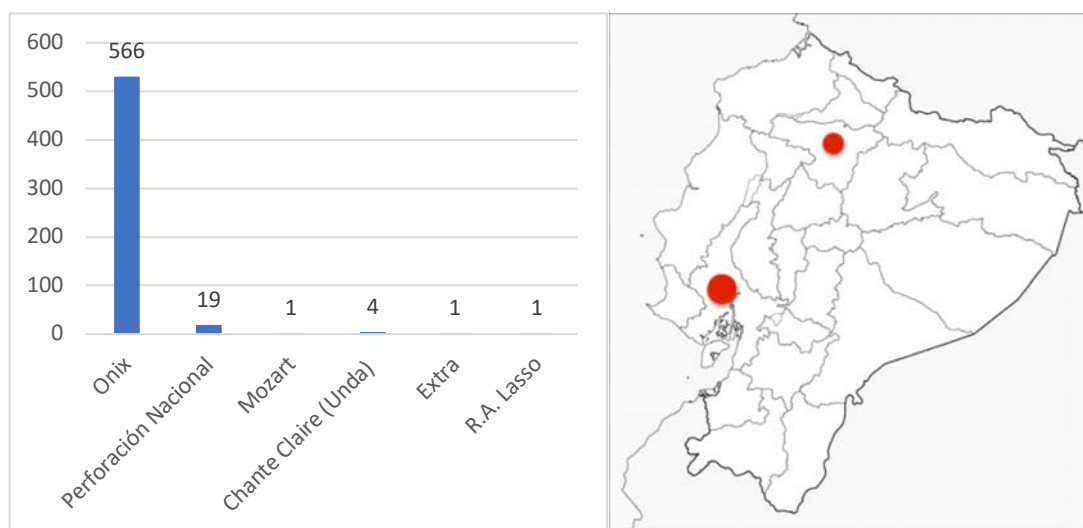 600
500
400
300
200
100
0
566
19
1
4
1
1
Onix
Perforación Nacional
Mozart
Chante Claire (Unda)
Extra
R.A. Lasso